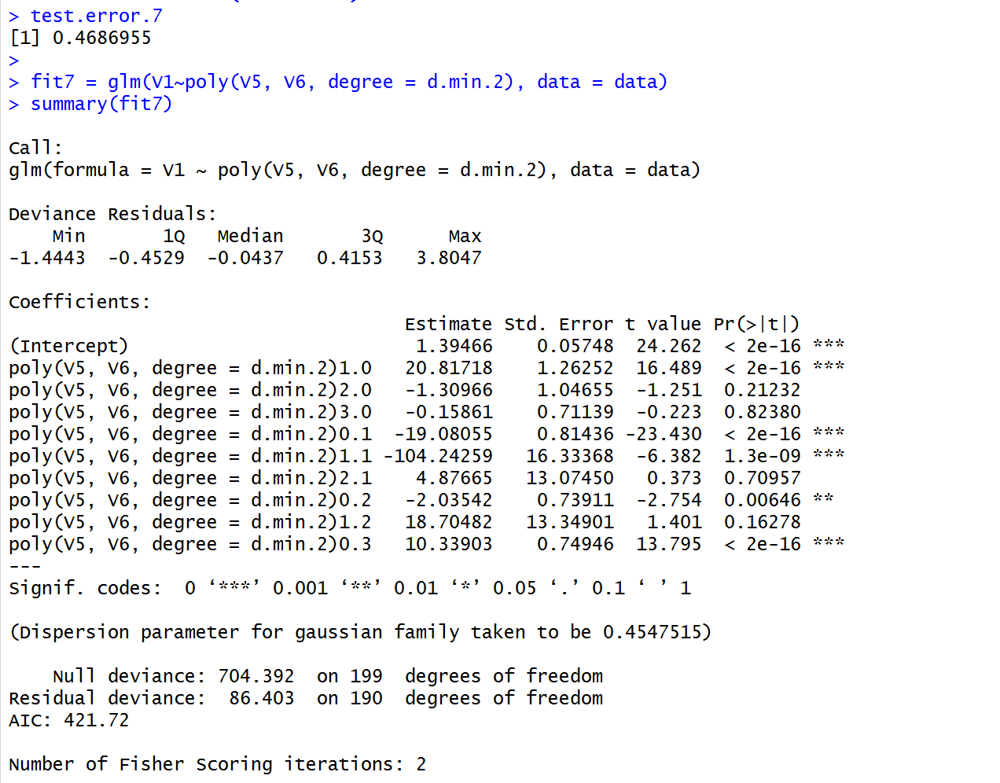 > test.error.7
[1] 0.4686955
>
> fit7 = glm(V1~poly(V5, V6, degree = d.min.2), data = data)
> summary(fit7)

Call:
glm(formula = V1 ~ poly(V5, V6, degree = d.min.2), data = data)

Deviance Residuals:
    Min       1Q   Median       3Q      Max
-1.4443  -0.4529  -0.0437   0.4153   3.8047

Coefficients:
                                  Estimate Std. Error t value Pr(>|t|)
(Intercept)                        1.39466    0.05748  24.262  < 2e-16 ***
poly(V5, V6, degree = d.min.2)1.0   20.81718    1.26252  16.489  < 2e-16 ***
poly(V5, V6, degree = d.min.2)2.0   -1.30966    1.04655  -1.251  0.21232
poly(V5, V6, degree = d.min.2)3.0   -0.15861    0.71139  -0.223  0.82380
poly(V5, V6, degree = d.min.2)0.1  -19.08055    0.81436 -23.430  < 2e-16 ***
poly(V5, V6, degree = d.min.2)1.1 -104.24259   16.33368  -6.382  1.3e-09 ***
poly(V5, V6, degree = d.min.2)2.1    4.87665   13.07450   0.373  0.70957
poly(V5, V6, degree = d.min.2)0.2   -2.03542    0.73911  -2.754  0.00646 **
poly(V5, V6, degree = d.min.2)1.2   18.70482   13.34901   1.401  0.16278
poly(V5, V6, degree = d.min.2)0.3   10.33903    0.74946  13.795  < 2e-16 ***
---
Signif. codes:  0 ‘***’ 0.001 ‘**’ 0.01 ‘*’ 0.05 ‘.’ 0.1 ‘ ’ 1

(Dispersion parameter for gaussian family taken to be 0.4547515)

    Null deviance: 704.392  on 199  degrees of freedom
Residual deviance:  86.403  on 190  degrees of freedom
AIC: 421.72

Number of Fisher Scoring iterations: 2